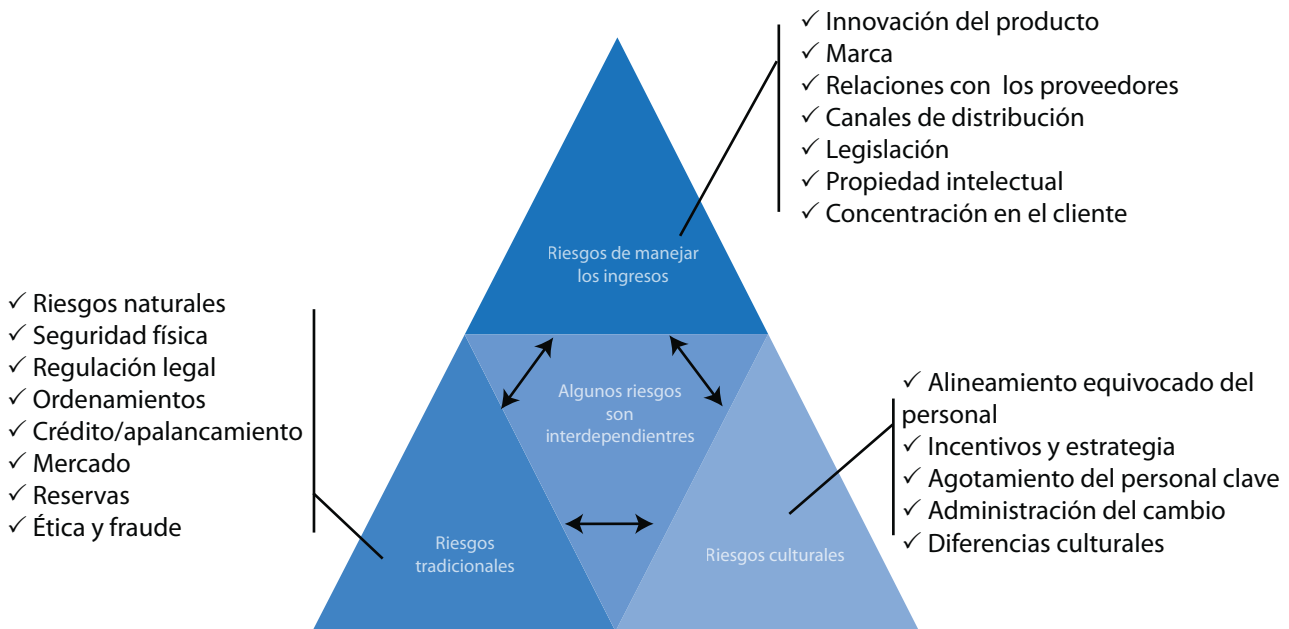 ✓ Innovación del producto
✓ Marca
✓ Relaciones con los proveedores
✓ Canales de distribución
✓ Legislación
✓ Propiedad intelectual
✓ Concentración en el cliente
Riesgos de manejar
los ingresos
✓ Riesgos naturales
✓ Seguridad física
✓ Regulación legal
✓ Ordenamientos
✓ Crédito/apalancamiento
✓ Mercado
✓ Reservas
✓ Ética y fraude
Algunos riesgos
son
interdependientres
✓ Alineamiento equivocado del
personal
✓ Incentivos y estrategia
✓ Agotamiento del personal clave
✓ Administración del cambio
✓ Diferencias culturales
Riesgos
tradicionales
Riesgos culturales